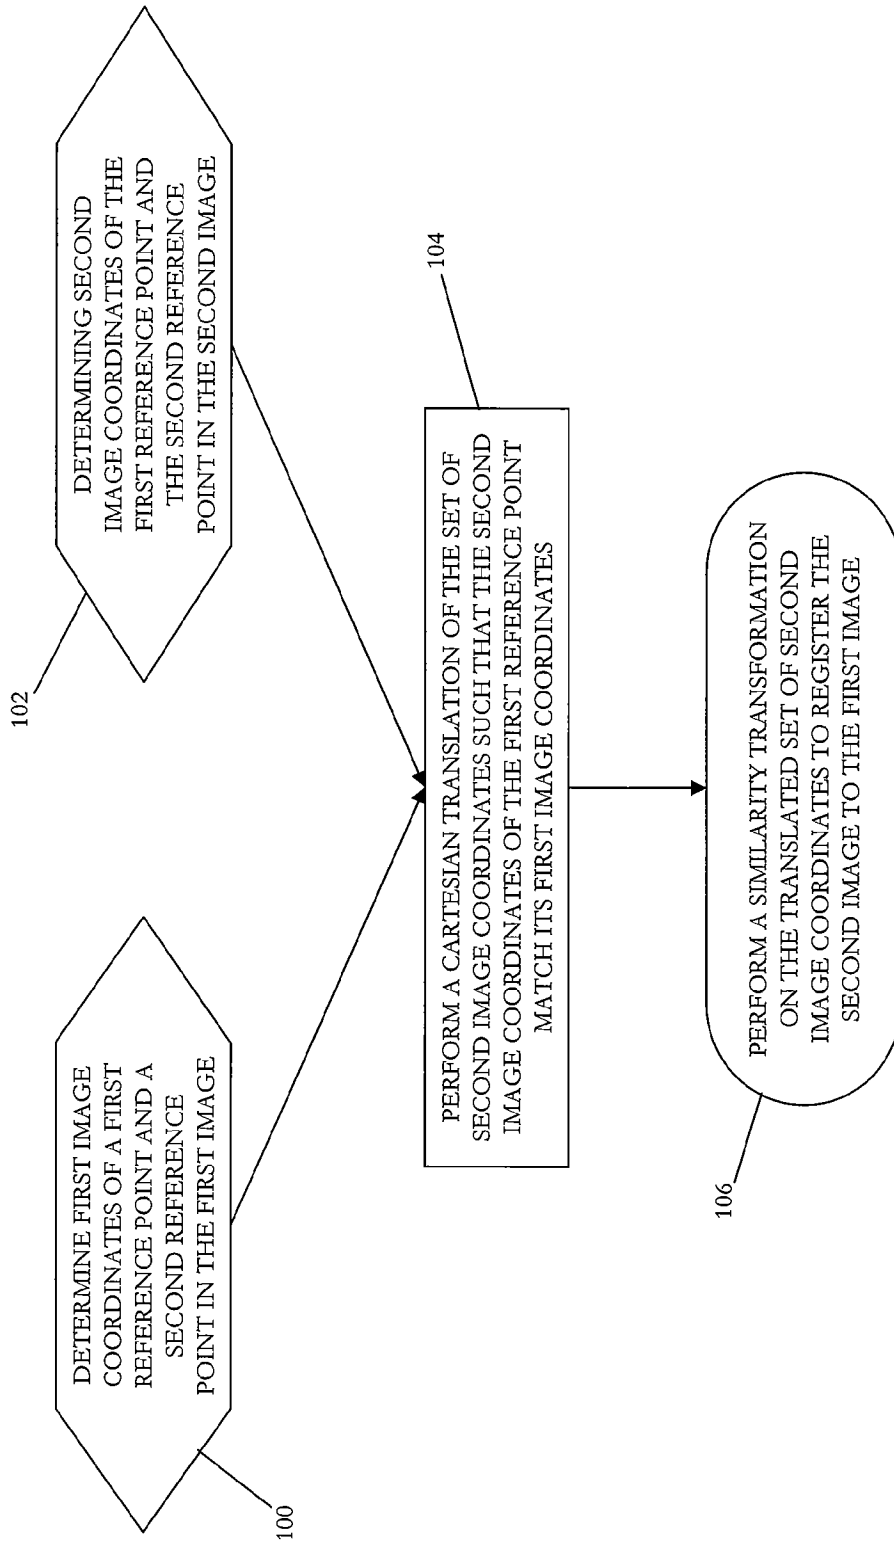 DETERMINE FIRST IMAGE
COORDINATES OF A FIRST
REFERENCE POINT AND A
SECOND REFERENCE
POINT IN THE FIRST IMAGE
100
DETERMINING SECOND
IMAGE COORDINATES OF THE
FIRST REFERENCE POINT AND
THE SECOND REFERENCE
POINT IN THE SECOND IMAGE
102
PERFORM A CARTESIAN TRANSLATION OF THE SET OF
SECOND IMAGE COORDINATES SUCH THAT THE SECOND
IMAGE COORDINATES OF THE FIRST REFERENCE POINT
MATCH ITS FIRST IMAGE COORDINATES
104
PERFORM A SIMILARITY TRANSFORMATION
ON THE TRANSLATED SET OF SECOND
IMAGE COORDINATES TO REGISTER THE
SECOND IMAGE TO THE FIRST IMAGE
106